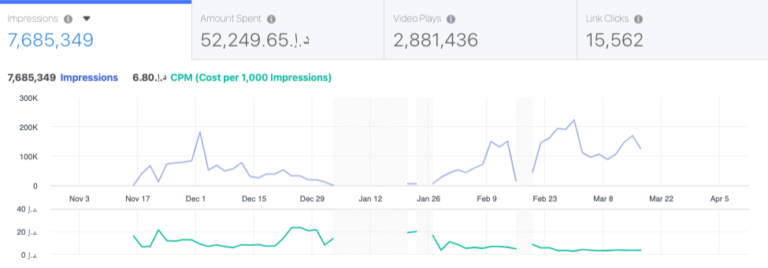 Impressions
Amount Spent
Video Plays
Link Clicks
7,685,349
52,249.65د.إ.
2,881,436
15,562
7,685,349 Impressions 6.80د.إ. CPM (Cost per 1,000 Impressions)
300K
200K
100K
0
Nov 3 Nov 17 Dec 1 Dec 15 Dec 29 Jan 12 Jan 26 Feb 9 Feb 23 Mar 8 Mar 22 Apr 5
40 د.إ
20 د.إ
0 د.إ